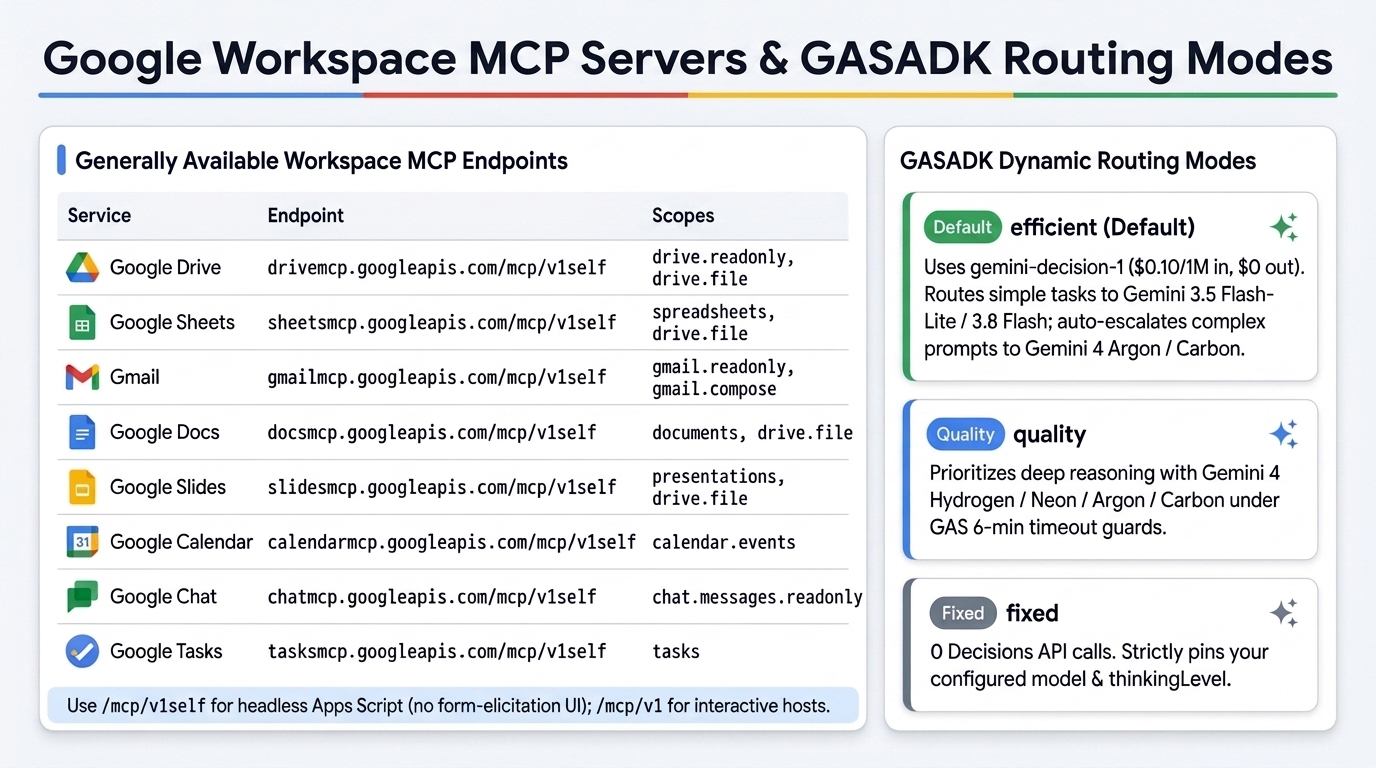 Google Workspace MCP Servers & GASADK Routing Modes
Generally Available Workspace MCP Endpoints
Service Endpoint Scopes
Google Drive drivemcp.googleapis.com/mcp/v1self drive.readonly,
drive.file
Google Sheets sheetsmcp.googleapis.com/mcp/v1self spreadsheets,
drive.file
Gmail gmailmcp.googleapis.com/mcp/v1self gmail.readonly,
gmail.compose
Google Docs docsmcp.googleapis.com/mcp/v1self documents, drive.file
Google Slides slidesmcp.googleapis.com/mcp/v1self presentations,
drive.file
31 Google Calendar calendarmcp.googleapis.com/mcp/v1self calendar.events
Google Chat chatmcp.googleapis.com/mcp/v1self chat.messages.readonly
Google Tasks tasksmcp.googleapis.com/mcp/v1self tasks
Use /mcp/v1self for headless Apps Script (no form-elicitation UI); /mcp/v1 for interactive hosts.
GASADK Dynamic Routing Modes
Default efficient (Default)
Uses gemini-decision-1 ($0.10/1M in, $0 out).
Routes simple tasks to Gemini 3.5 Flash-
Lite / 3.8 Flash; auto-escalates complex
prompts to Gemini 4 Argon / Carbon.
Quality quality
Prioritizes deep reasoning with Gemini 4
Hydrogen / Neon / Argon / Carbon under
GAS 6-min timeout guards.
Fixed fixed
0 Decisions API calls. Strictly pins your
configured model & thinkingLevel.